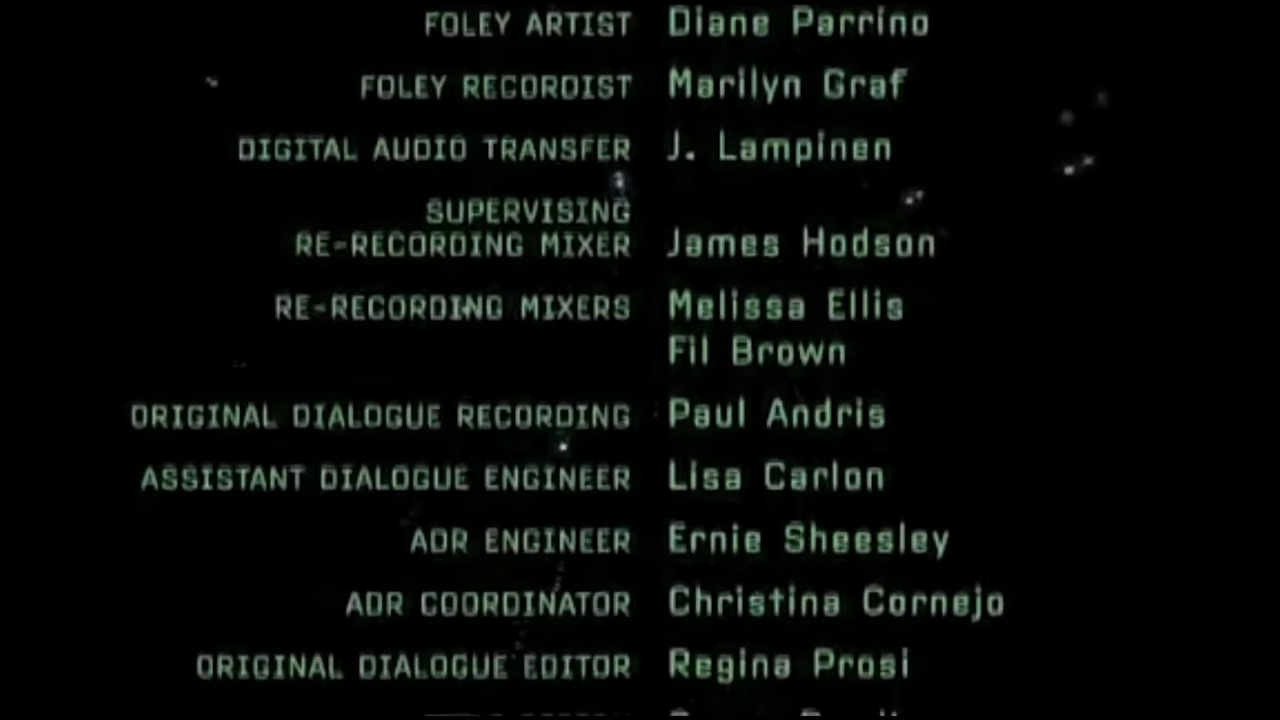 FOLEY ARTIST Diane Parrino
FOLEY RECORDIST Marilyn Graf
DIGITAL AUDIO TRANSFER J. Lampinen
SUPERVISING
RE-RECORDING MIXER James Hodson
RE-RECORDING MIXERS Melissa Ellis
Fil Brown
ORIGINAL DIALOGUE RECORDING Paul Andris
ASSISTANT DIALOGUE ENGINEER Lisa Carlon
ADR ENGINEER Ernie Sheesley
ADR COORDINATOR Christina Cornejo
ORIGINAL DIALOGUE EDITOR Regina Prosi